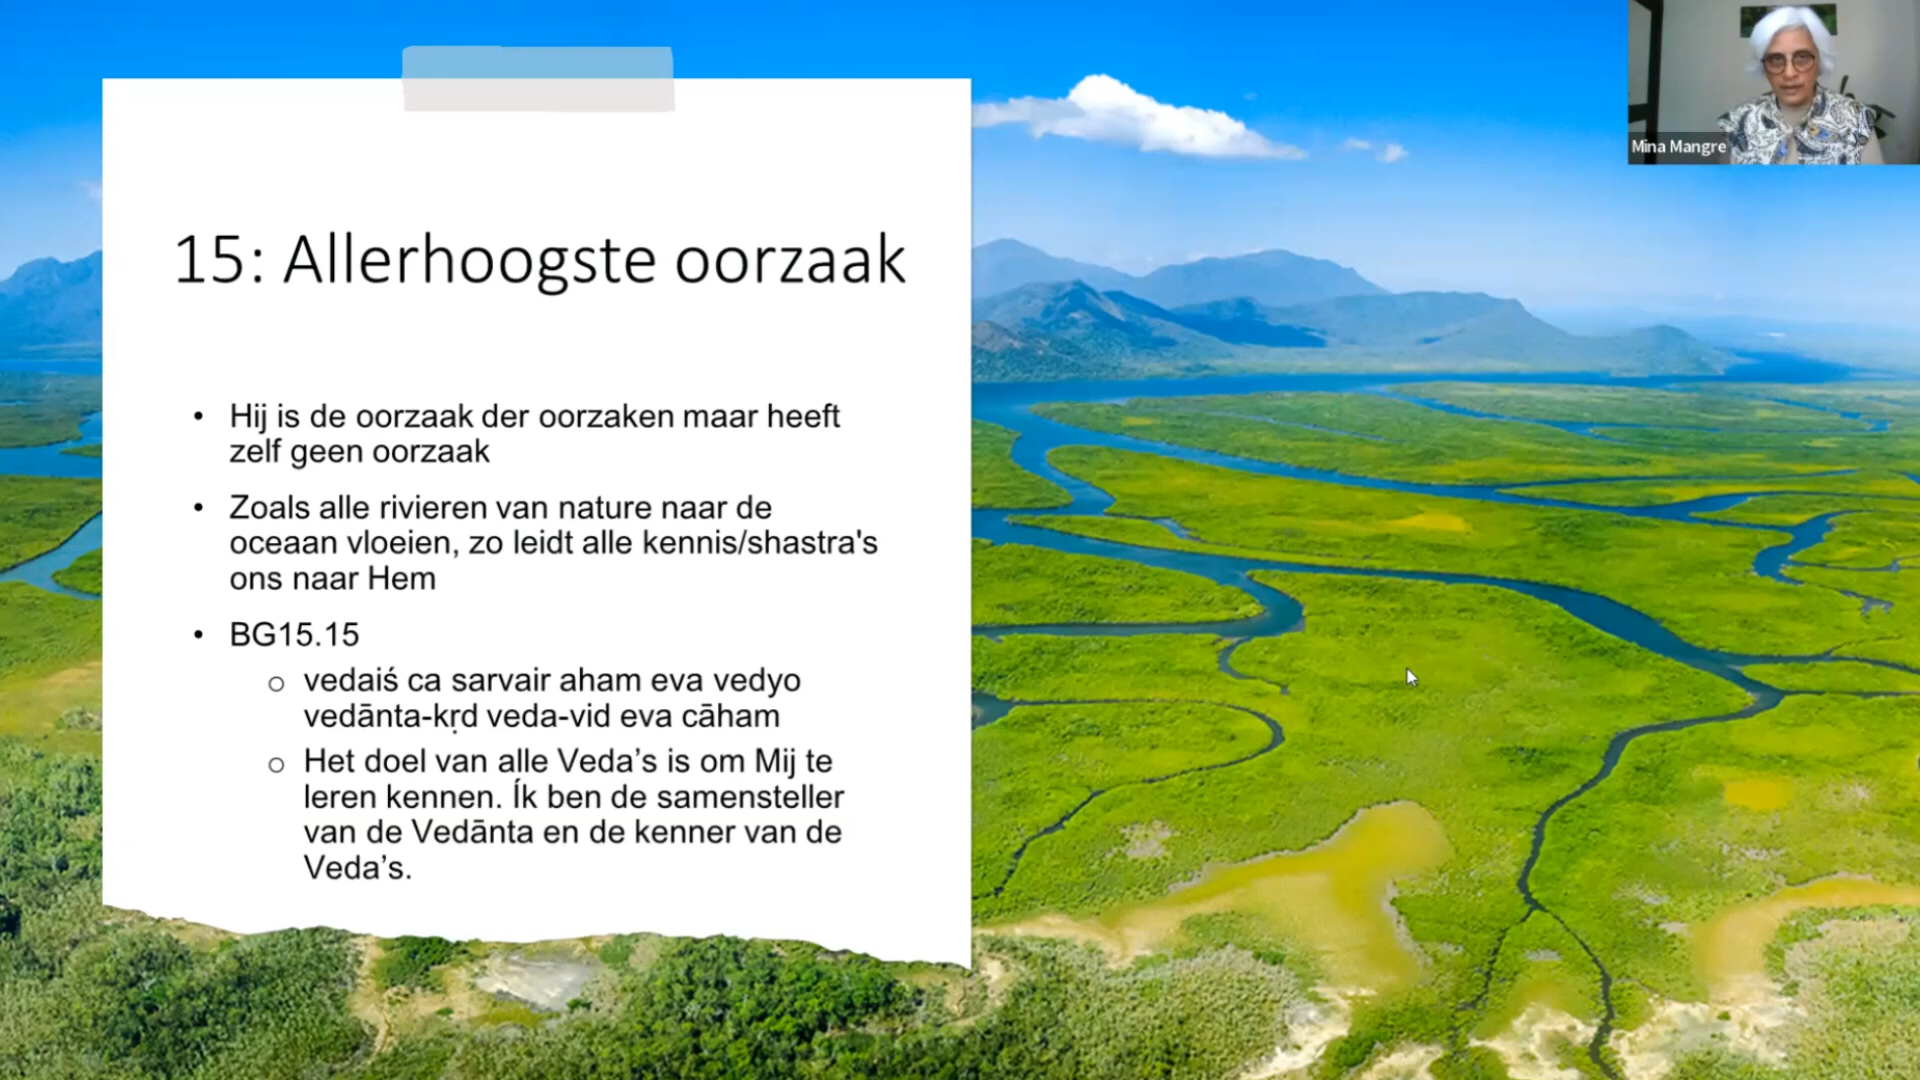 Mina Mangre
15: Allerhoogste oorzaak
• Hij is de oorzaak der oorzaken maar heeft
zelf geen oorzaak
• Zoals alle rivieren van nature naar de
oceaan vloeien, zo leidt alle kennis/shastra's
ons naar Hem
• BG15.15
o vedaiś ca sarvair aham eva vedyo
vedānta-kṛd veda-vid eva cāham
o Het doel van alle Veda’s is om Mij te
leren kennen. Ík ben de samensteller
van de Vedānta en de kenner van de
Veda’s.